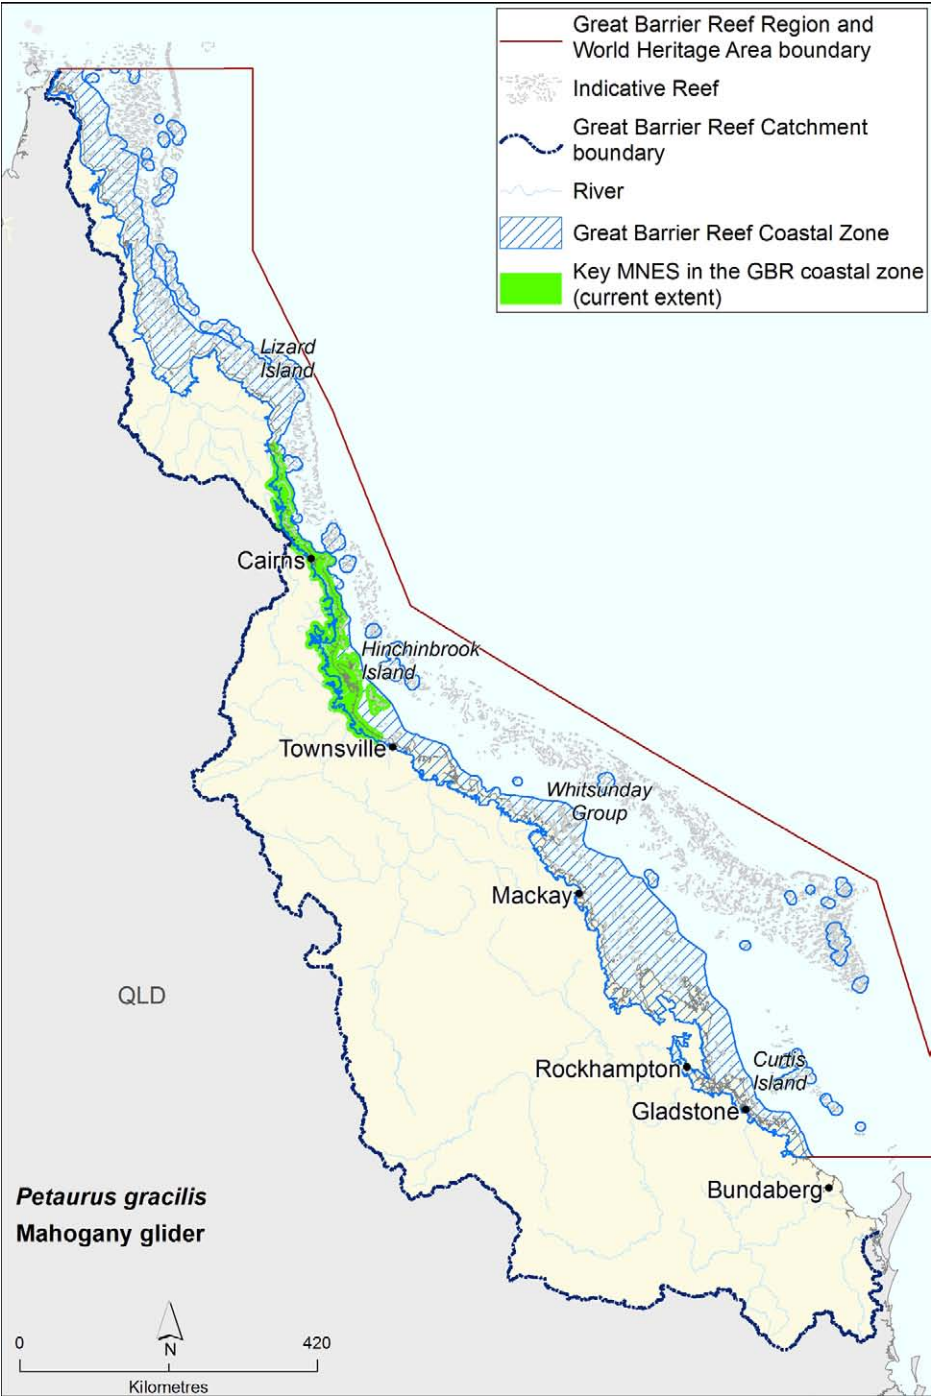 Great Barrier Reef Region and
World Heritage Area boundary
Indicative Reef
Great Barrier Reef Catchment
boundary
River
Great Barrier Reef Coastal Zone
Key MNES in the GBR coastal zone
(current extent)
Lizard
Island
Cairns
Hinchinbrook
Island
Townsville
Whitsunday
Group
Mackay
QLD
Curtis
Island
Rockhampton
Gladstone
Bundaberg
Petaurus gracilis
Mahogany glider
0
420
N
Kilometres